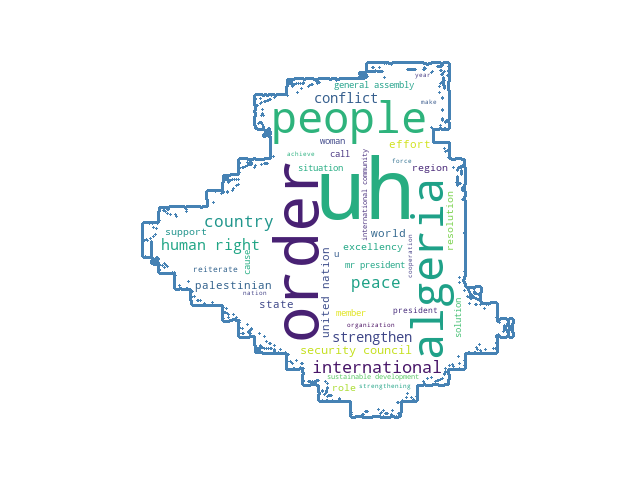 year
general assembly
conflict
make
people
woman
effort
achieve
call
force
situation
region
international community
uh
order
algeria
resolution
country
support
world
human right
excellency
cause
united nation
u
mr president
cooperation
reiterate
palestinian
peace
nation
state
member
president
solution
organization
strengthen
security council
international
sustainable development
role
strengthening